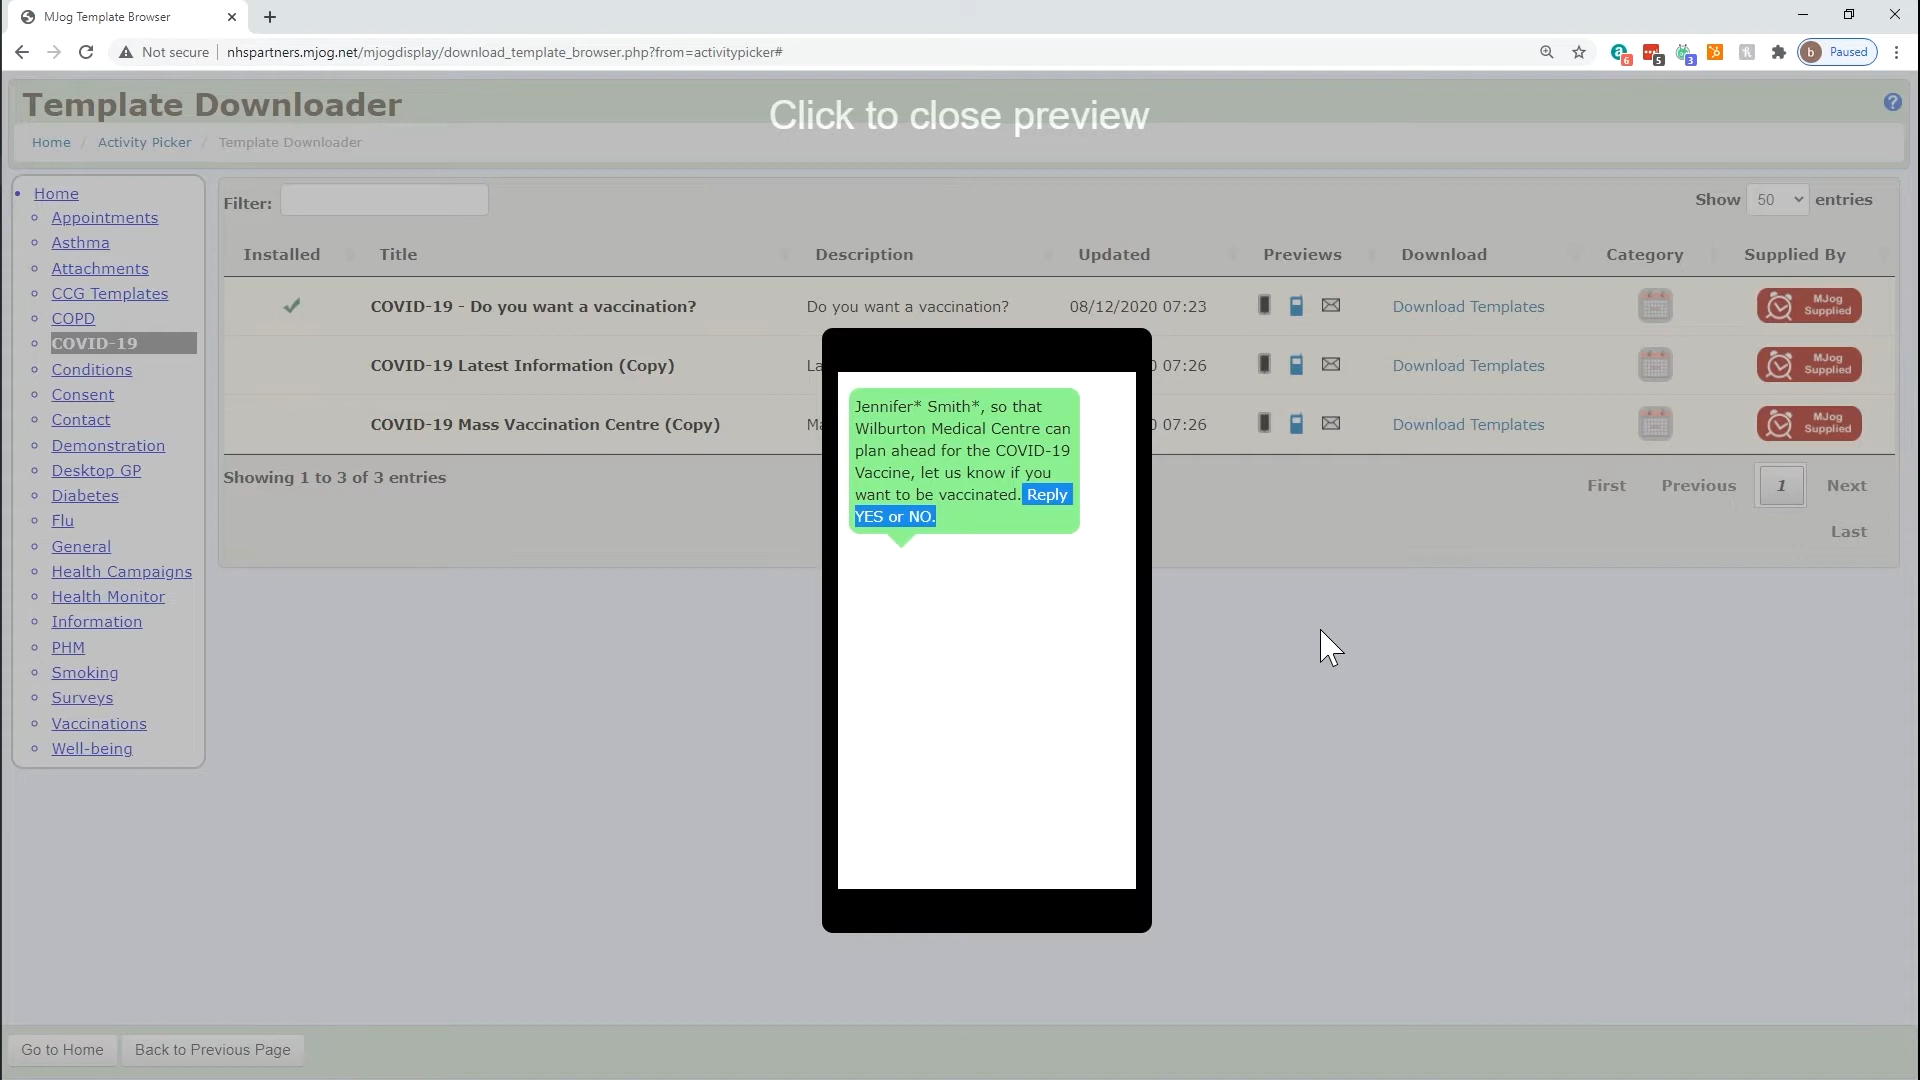 MJog Template Browser
Not secure
nhspartners.mjog.net/mjogdisplay/download_template_browser.php?from=activitypicker#
6
5
3
b
Paused
Template Downloader
Click to close preview
Home / Activity Picker / Template Downloader
Home
Appointments
Asthma
Attachments
CCG Templates
COPD
COVID-19
Conditions
Consent
Contact
Demonstration
Desktop GP
Diabetes
Flu
General
Health Campaigns
Health Monitor
Information
PHM
Smoking
Surveys
Vaccinations
Well-being
Filter:
Show 50 entries
Installed Title Description Updated Previews Download Category Supplied By
COVID-19 - Do you want a vaccination? Do you want a vaccination? 08/12/2020 07:23 Download Templates MJog Supplied
COVID-19 Latest Information (Copy) La 0 07:26 Download Templates MJog Supplied
COVID-19 Mass Vaccination Centre (Copy) Ma 0 07:26 Download Templates MJog Supplied
Showing 1 to 3 of 3 entries
First Previous 1 Next
Last
Jennifer* Smith*, so that
Wilburton Medical Centre can
plan ahead for the COVID-19
Vaccine, let us know if you
want to be vaccinated. Reply
YES or NO.
Go to Home
Back to Previous Page